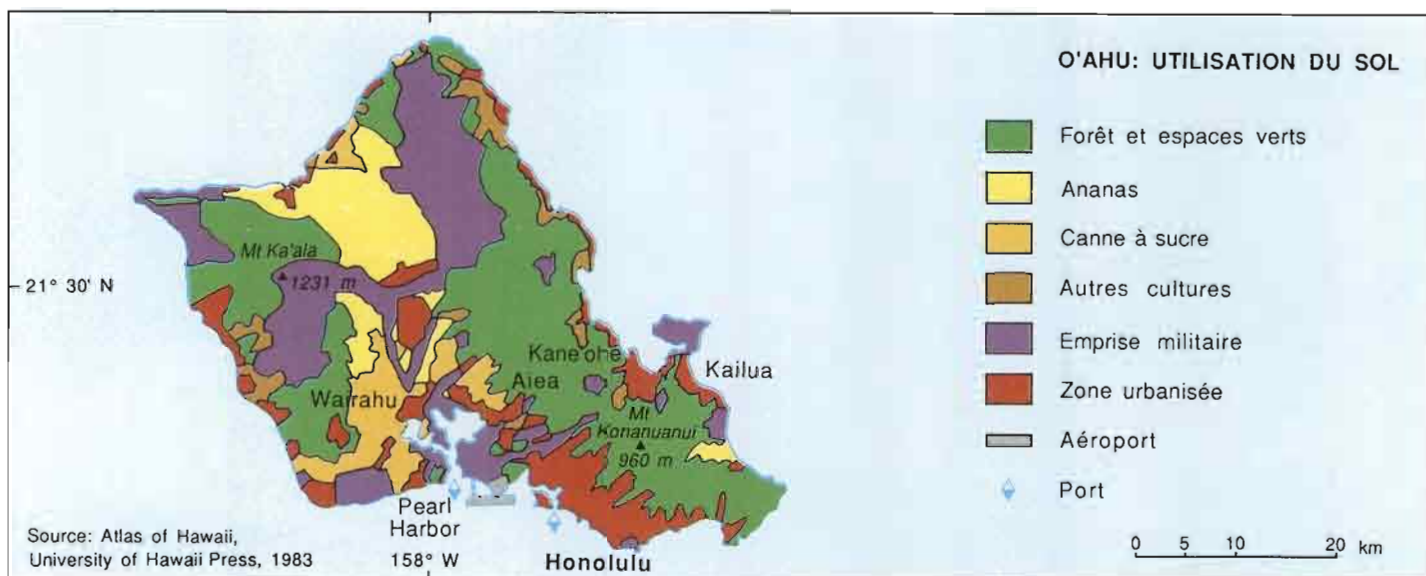 O'AHU: UTILISATION DU SOL
Forêt et espaces verts
Ananas
Canne à sucre
Autres cultures
Emprise militaire
Zone urbanisée
Aéroport
Port
0 5 10 20 km
Mt Ka'ala
1231 m
21° 30' N
Kane'ohe
Aiea
Kailua
Wairahu
Mt
Konanuanui
960 m
Pearl
Harbor
Honolulu
158° W
Source: Atlas of Hawaii,
University of Hawaii Press, 1983